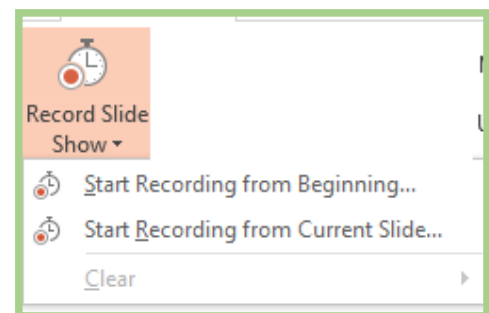 Record Slide
Show
Start Recording from Beginning...
Start Recording from Current Slide...
Clear